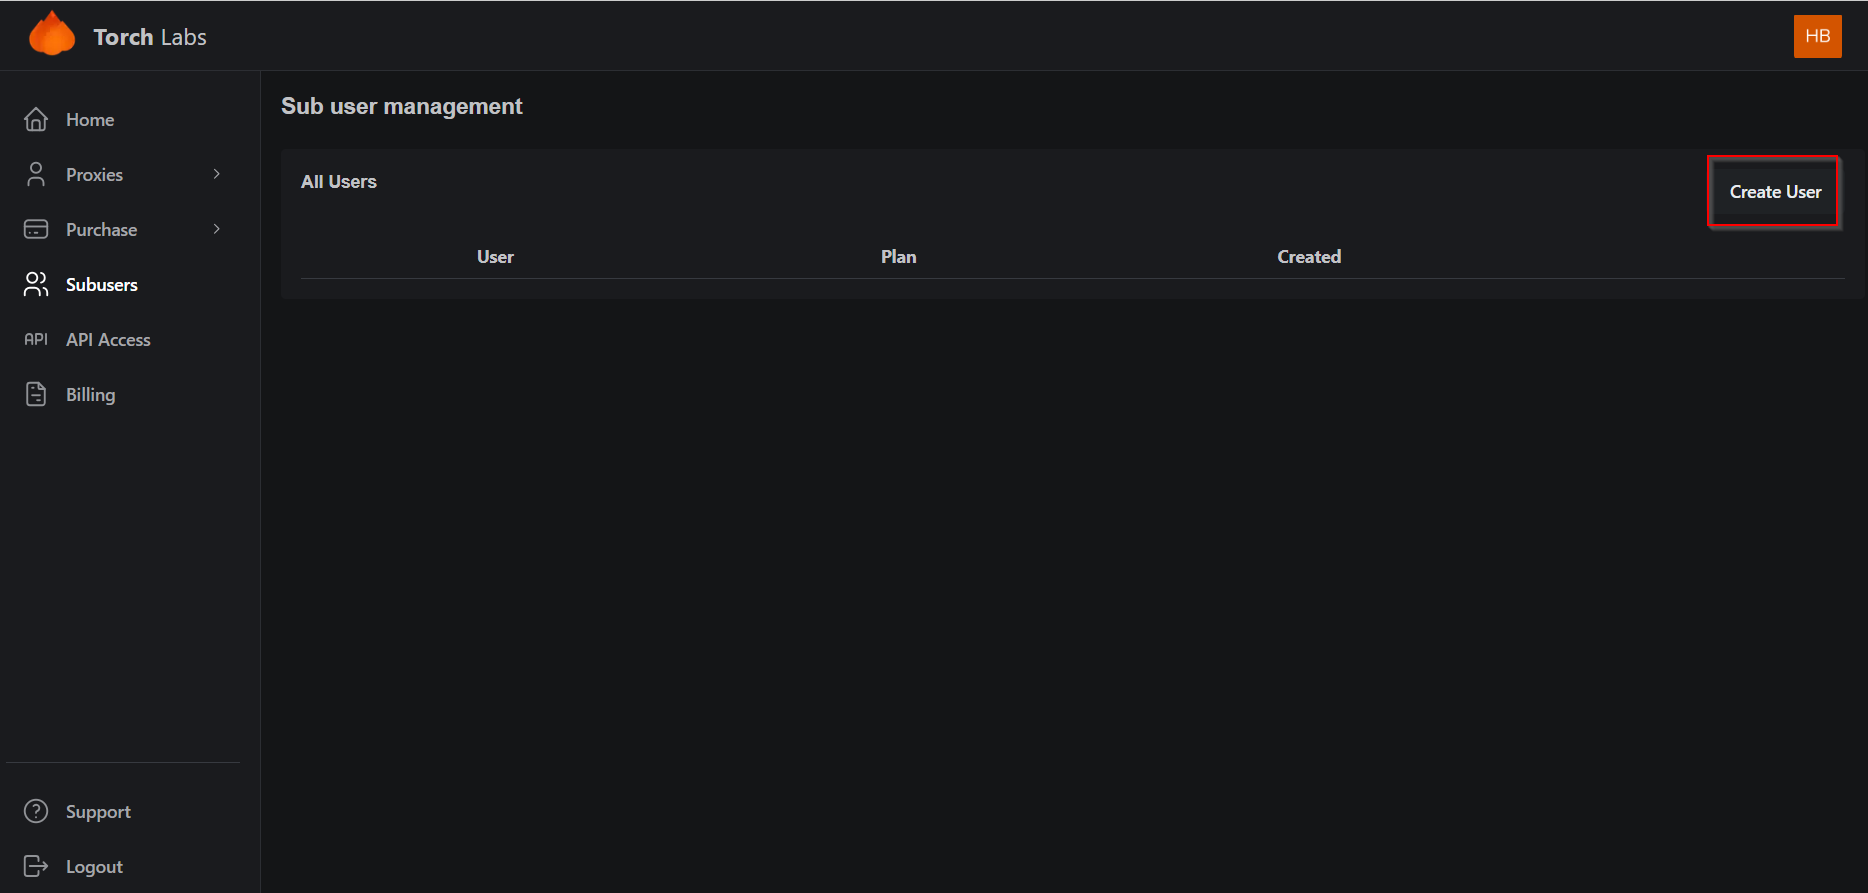 Torch Labs
HB
Home
Proxies
Purchase
Subusers
API API Access
Billing
Support
Logout
Sub user management
All Users
Create User
User Plan Created